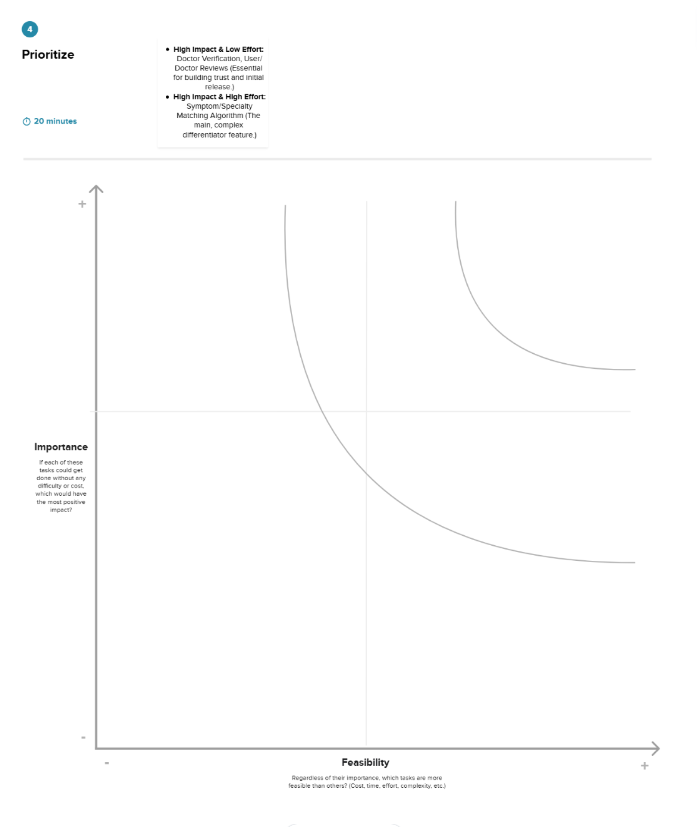 4
Prioritize
20 minutes
• High Impact & Low Effort:
Doctor Verification, User/
Doctor Reviews (Essential
for building trust and initial
release.)
• High Impact & High Effort:
Symptom/Specialty
Matching Algorithm (The
main, complex
differentiator feature.)
+
Importance
If each of these
tasks could get
done without any
difficulty or cost,
which would have
the most positive
impact?
-
-
Feasibility
+
Regardless of their importance, which tasks are more
feasible than others? (Cost, time, effort, complexity, etc.)